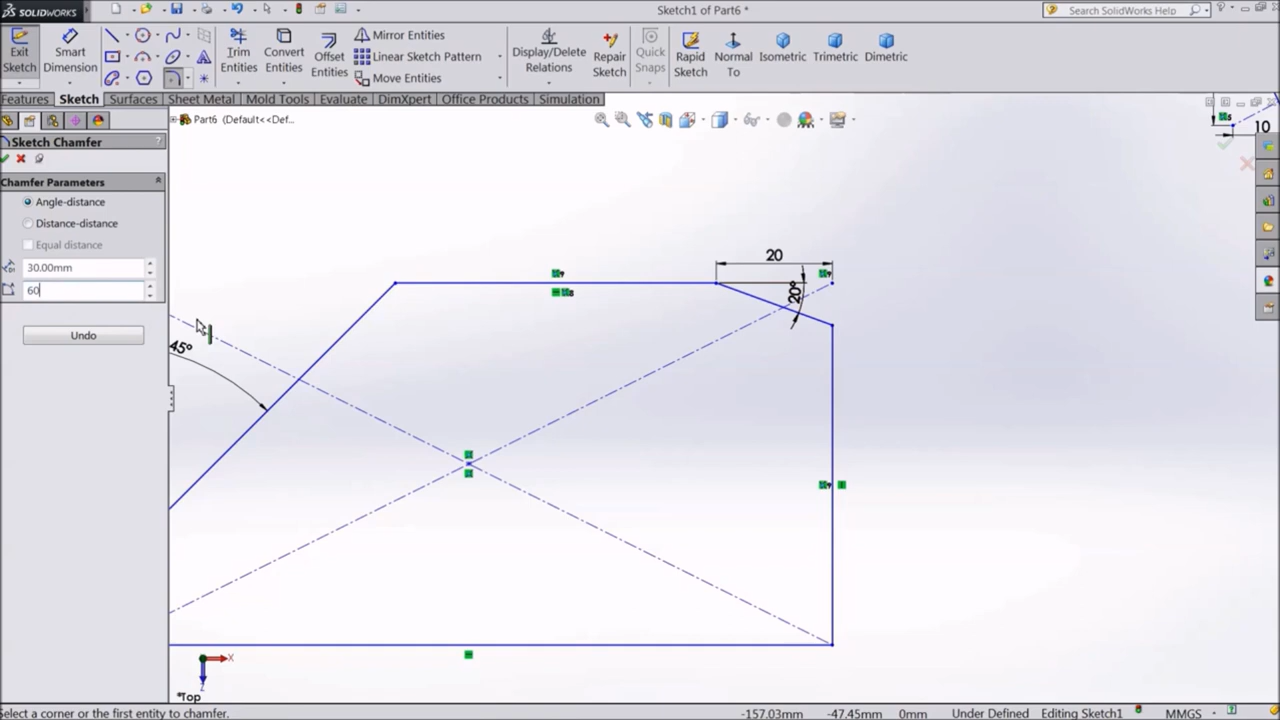 SOLIDWORKS
Sketch1 of Part6 *
Search SolidWorks Help
Exit Sketch
Smart Dimension
Trim Entities
Convert Entities
Offset Entities
Mirror Entities
Linear Sketch Pattern
Move Entities
Display/Delete Relations
Repair Sketch
Quick Snaps
Rapid Sketch
Normal To
Isometric
Trimetric
Dimetric
Features Sketch Surfaces Sheet Metal Mold Tools Evaluate DimXpert Office Products Simulation
Part6 (Default<<Def...
Sketch Chamfer
?
Chamfer Parameters
Angle-distance
Distance-distance
Equal distance
30.00mm
60
Undo
10
20
20°
45°
X
Z
*Top
Select a corner or the first entity to chamfer.
-157.03mm -47.45mm 0mm Under Defined Editing Sketch1 MMGS